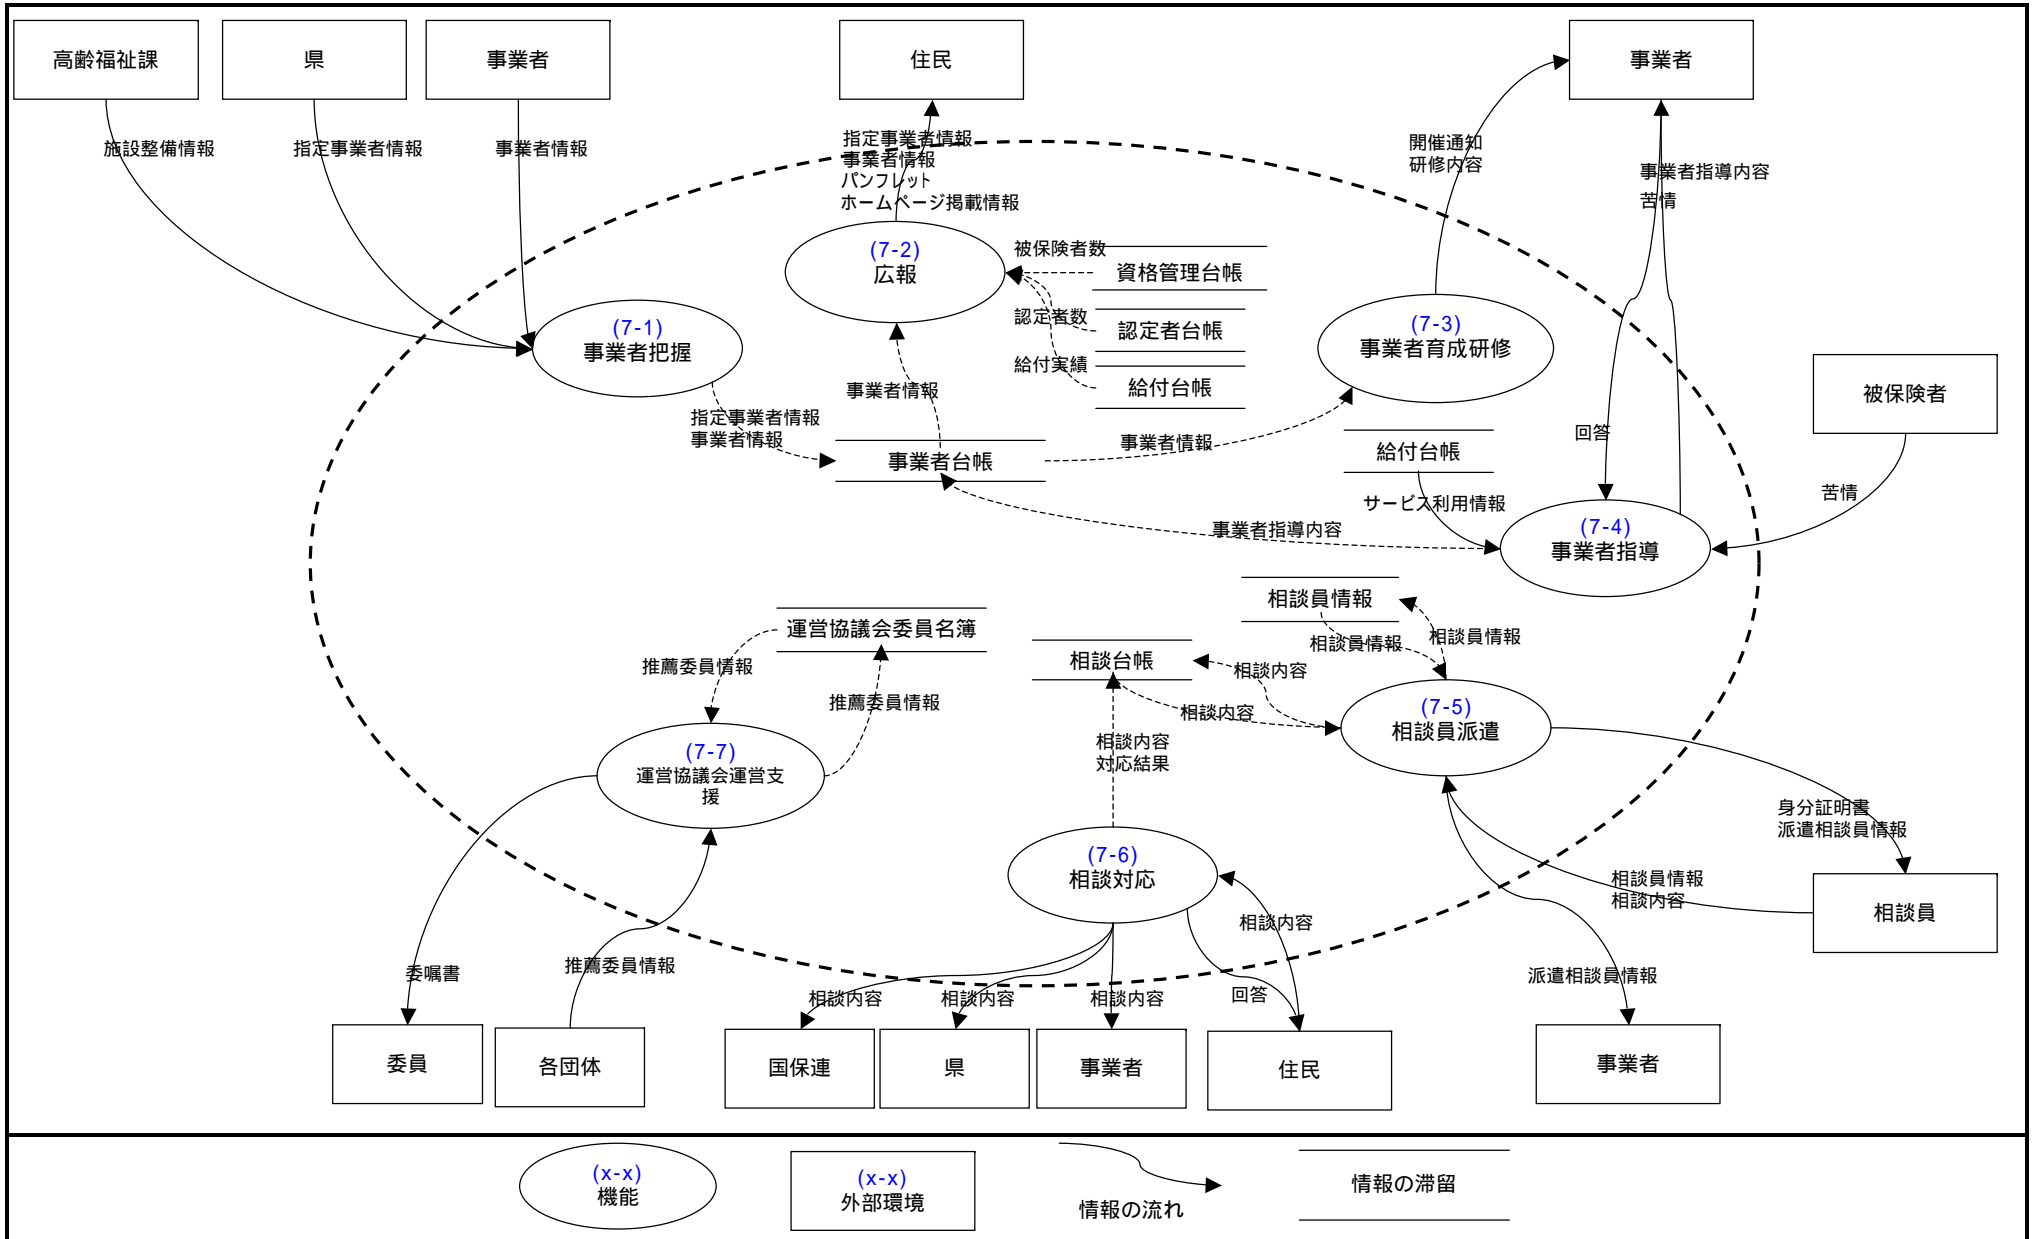 高齢福祉課
県
事業者
住民
事業者
施設整備情報
指定事業者情報
事業者情報
指定事業者情報
事業者情報
パンフレット
ホームページ掲載情報
開催通知
研修内容
事業者指導内容
苦情
(7-2)
広報
被保険者数
資格管理台帳
認定者数
認定者台帳
給付実績
給付台帳
(7-1)
事業者把握
(7-3)
事業者育成研修
被保険者
指定事業者情報
事業者情報
事業者情報
事業者台帳
事業者情報
回答
給付台帳
サービス利用情報
苦情
事業者指導内容
(7-4)
事業者指導
運営協議会委員名簿
推薦委員情報
推薦委員情報
相談員情報
相談員情報
相談員情報
相談台帳
相談内容
相談内容
(7-5)
相談員派遣
(7-7)
運営協議会運営支
援
相談内容
対応結果
身分証明書
派遣相談員情報
(7-6)
相談対応
相談員情報
相談内容
相談員
委嘱書
推薦委員情報
相談内容
相談内容
相談内容
回答
相談内容
派遣相談員情報
委員
各団体
国保連
県
事業者
住民
事業者
(x-x)
機能
(x-x)
外部環境
情報の流れ
情報の滞留